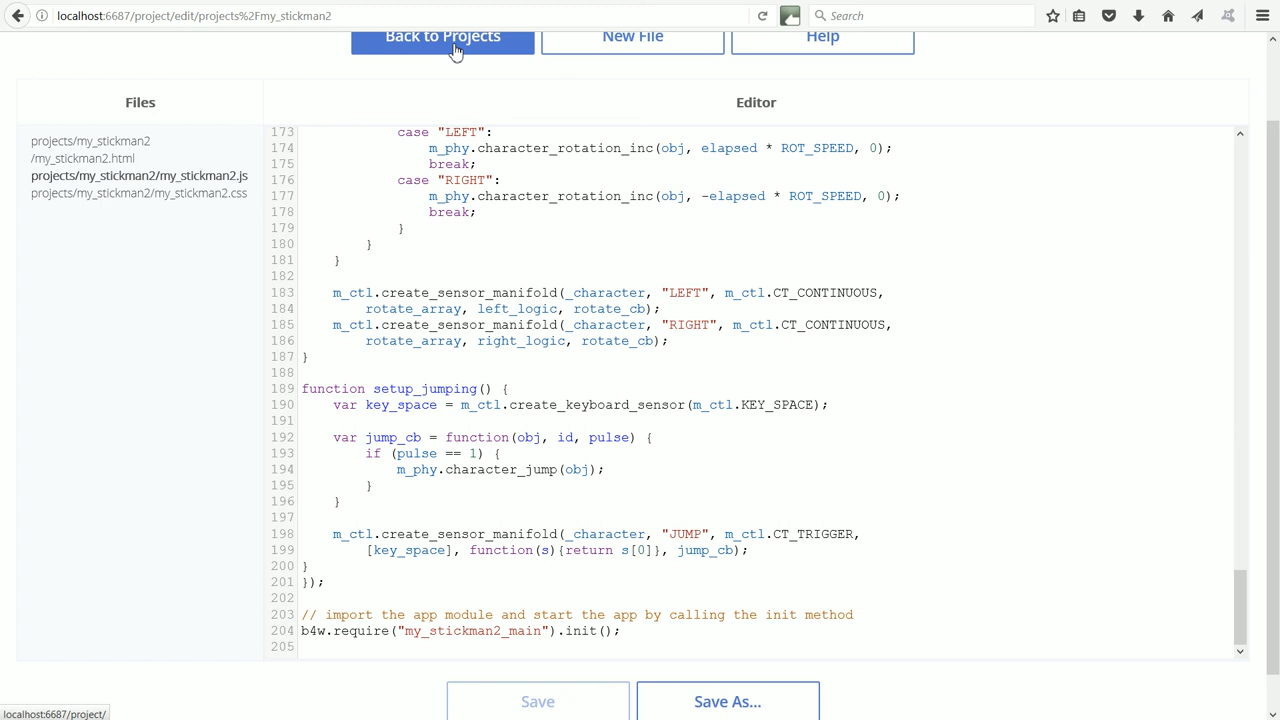 localhost:6687/project/edit/projects%2Fmy_stickman2
Search
Back to Projects
New File
Help
Files
Editor
projects/my_stickman2
/my_stickman2.html
projects/my_stickman2/my_stickman2.js
projects/my_stickman2/my_stickman2.css
173 case "LEFT":
174 m_phy.character_rotation_inc(obj, elapsed * ROT_SPEED, 0);
175 break;
176 case "RIGHT":
177 m_phy.character_rotation_inc(obj, -elapsed * ROT_SPEED, 0);
178 break;
179 }
180 }
181 }
182
183 m_ctl.create_sensor_manifold(_character, "LEFT", m_ctl.CT_CONTINUOUS,
184 rotate_array, left_logic, rotate_cb);
185 m_ctl.create_sensor_manifold(_character, "RIGHT", m_ctl.CT_CONTINUOUS,
186 rotate_array, right_logic, rotate_cb);
187 }
188
189 function setup_jumping() {
190 var key_space = m_ctl.create_keyboard_sensor(m_ctl.KEY_SPACE);
191
192 var jump_cb = function(obj, id, pulse) {
193 if (pulse == 1) {
194 m_phy.character_jump(obj);
195 }
196 }
197
198 m_ctl.create_sensor_manifold(_character, "JUMP", m_ctl.CT_TRIGGER,
199 [key_space], function(s){return s[0]}, jump_cb);
200 }
201 });
202
203 // import the app module and start the app by calling the init method
204 b4w.require("my_stickman2_main").init();
205
Save
Save As...
localhost:6687/project/